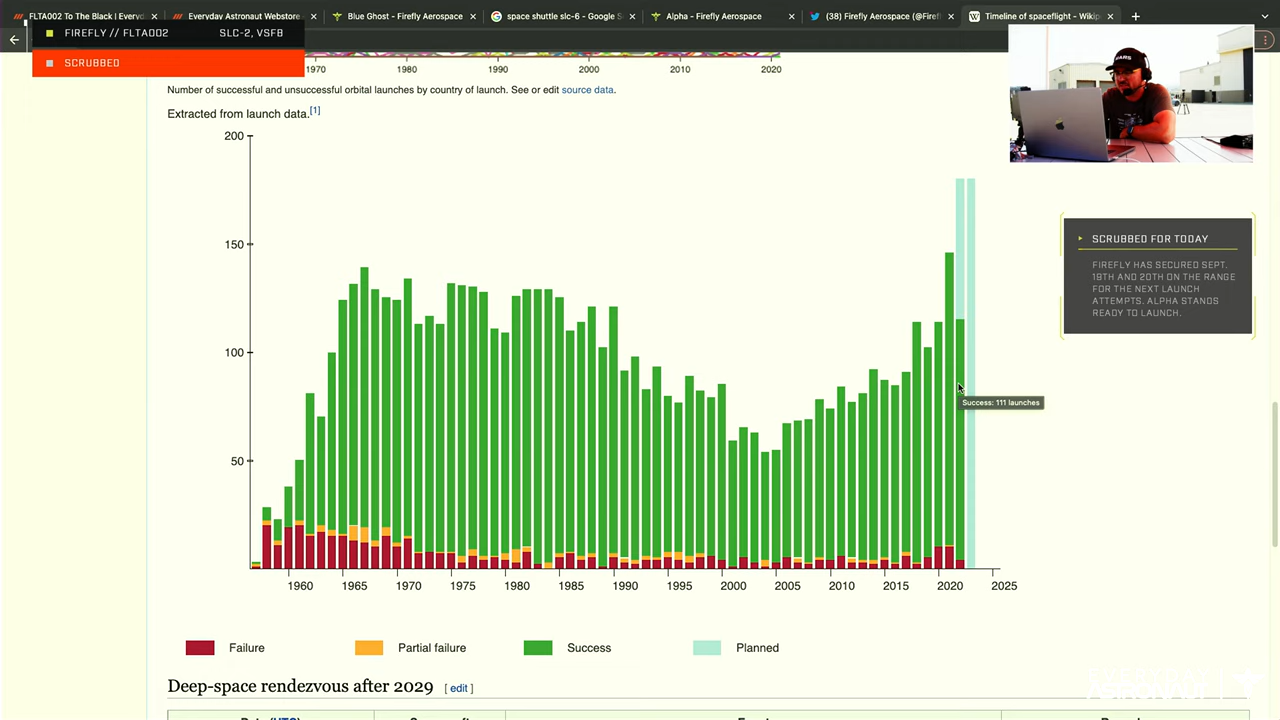 FLTA002 To The Black | Everyday
Everyday Astronaut Webstore
Blue Ghost - Firefly Aerospace
space shuttle slc-6 - Google S
Alpha - Firefly Aerospace
(38) Firefly Aerospace (@Firef
Timeline of spaceflight - Wikip
FIREFLY // FLTA002 SLC-2, VSFB
SCRUBBED
1970 1980 1990 2000 2010 2020
Number of successful and unsuccessful orbital launches by country of launch. See or edit source data.
Extracted from launch data.[1]
200
150
100
50
1960 1965 1970 1975 1980 1985 1990 1995 2000 2005 2010 2015 2020 2025
Success: 111 launches
Failure Partial failure Success Planned
Deep-space rendezvous after 2029 [ edit ]
SCRUBBED FOR TODAY
FIREFLY HAS SECURED SEPT.
19TH AND 20TH ON THE RANGE
FOR THE NEXT LAUNCH
ATTEMPTS. ALPHA STANDS
READY TO LAUNCH.